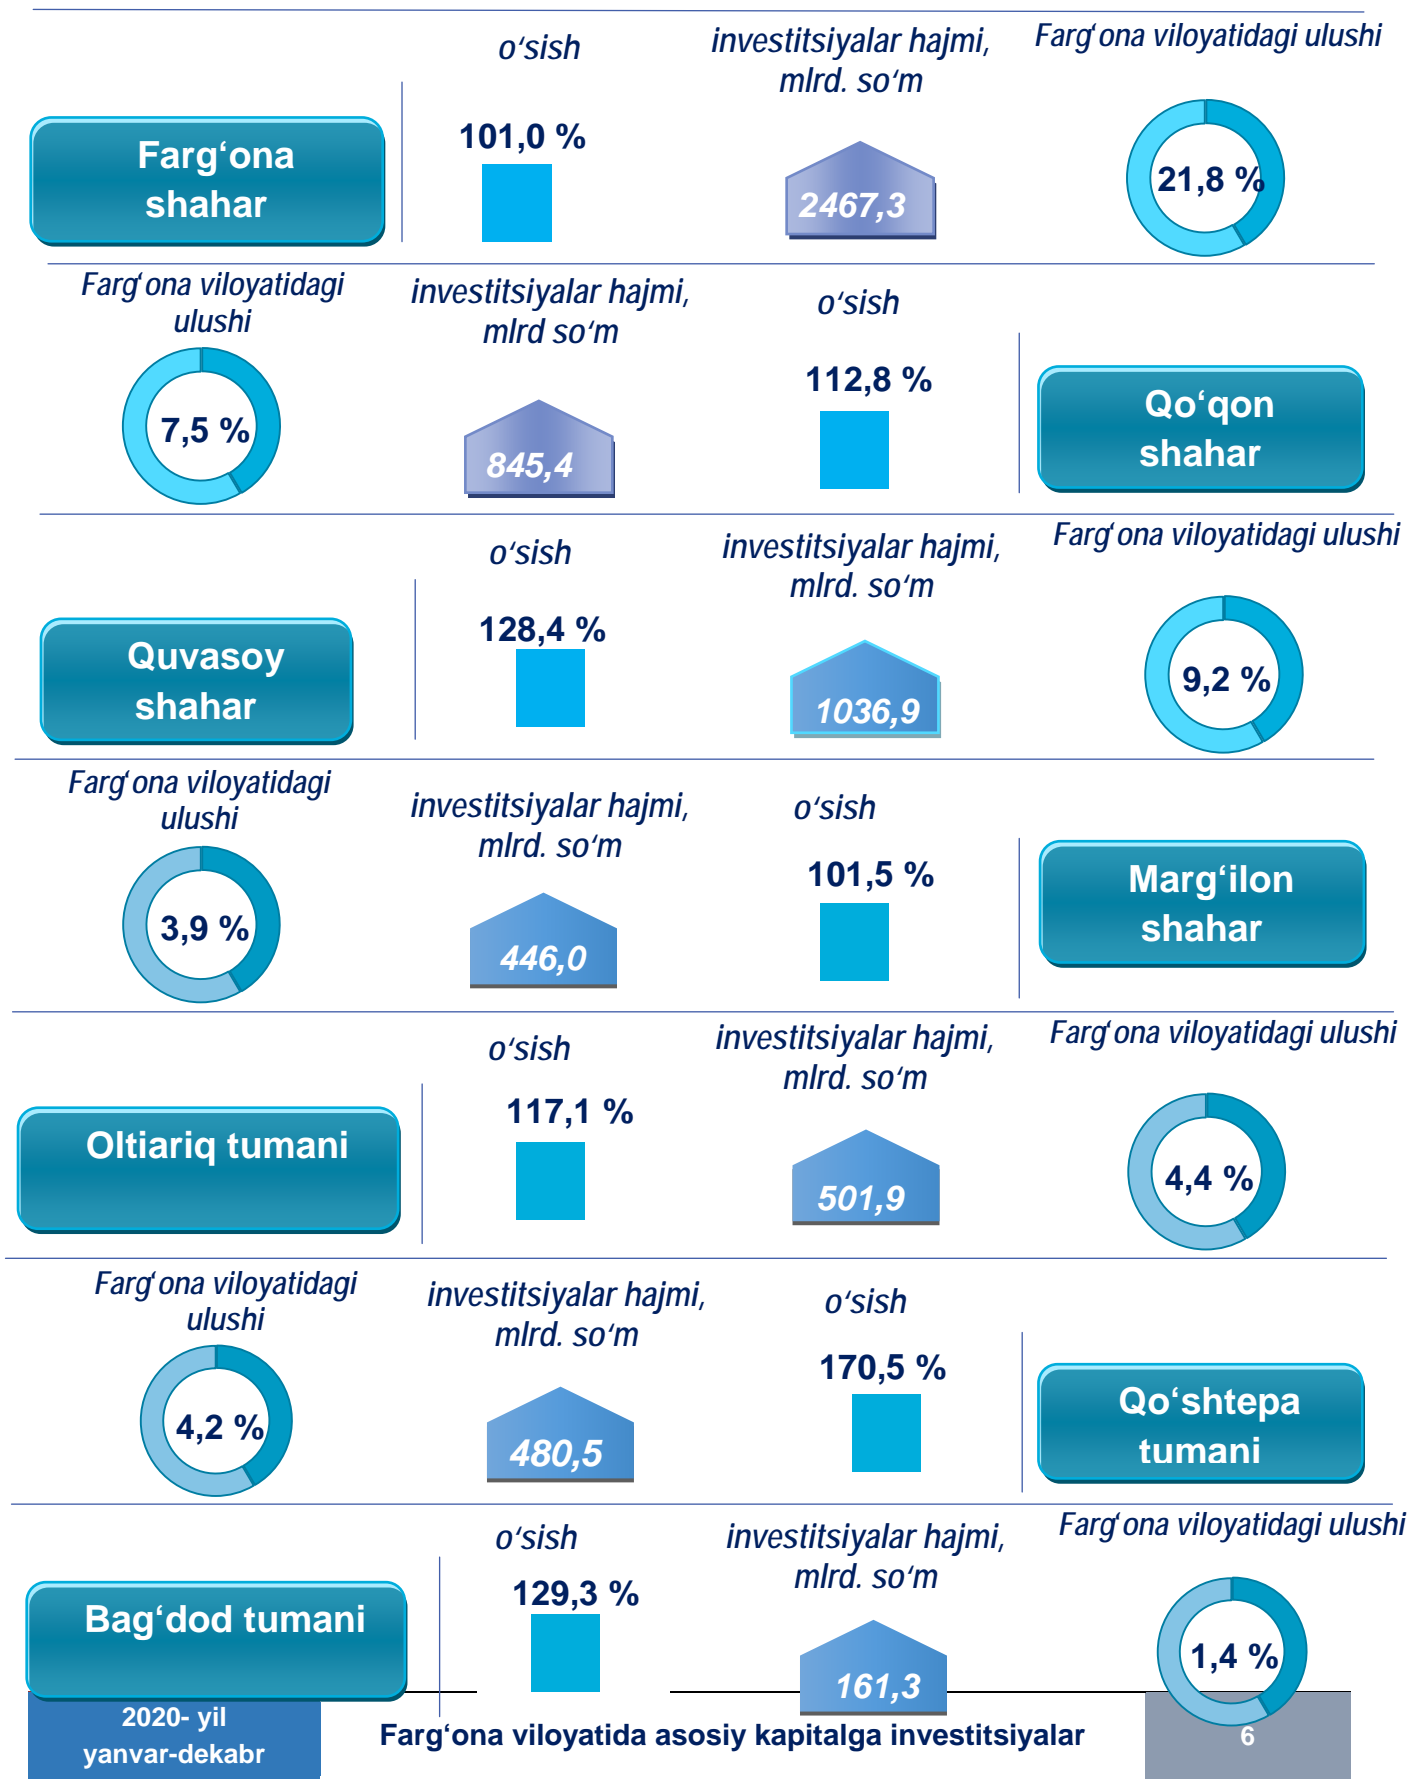 o‘sish
investitsiyalar hajmi,
mlrd. so‘m
Farg‘ona viloyatidagi ulushi
Farg‘ona
shahar
101,0 %
2467,3
21,8 %
Farg‘ona viloyatidagi
ulushi
investitsiyalar hajmi,
mlrd so‘m
o‘sish
7,5 %
845,4
112,8 %
Qo‘qon
shahar
o‘sish
investitsiyalar hajmi,
mlrd. so‘m
Farg‘ona viloyatidagi ulushi
Quvasoy
shahar
128,4 %
1036,9
9,2 %
Farg‘ona viloyatidagi
ulushi
investitsiyalar hajmi,
mlrd. so‘m
o‘sish
3,9 %
446,0
101,5 %
Marg‘ilon
shahar
o‘sish
investitsiyalar hajmi,
mlrd. so‘m
Farg‘ona viloyatidagi ulushi
Oltiariq tumani
117,1 %
501,9
4,4 %
Farg‘ona viloyatidagi
ulushi
investitsiyalar hajmi,
mlrd. so‘m
o‘sish
4,2 %
480,5
170,5 %
Qo‘shtepa
tumani
o‘sish
investitsiyalar hajmi,
mlrd. so‘m
Farg‘ona viloyatidagi ulushi
Bag‘dod tumani
129,3 %
161,3
1,4 %
2020- yil
yanvar-dekabr
Farg‘ona viloyatida asosiy kapitalga investitsiyalar
6